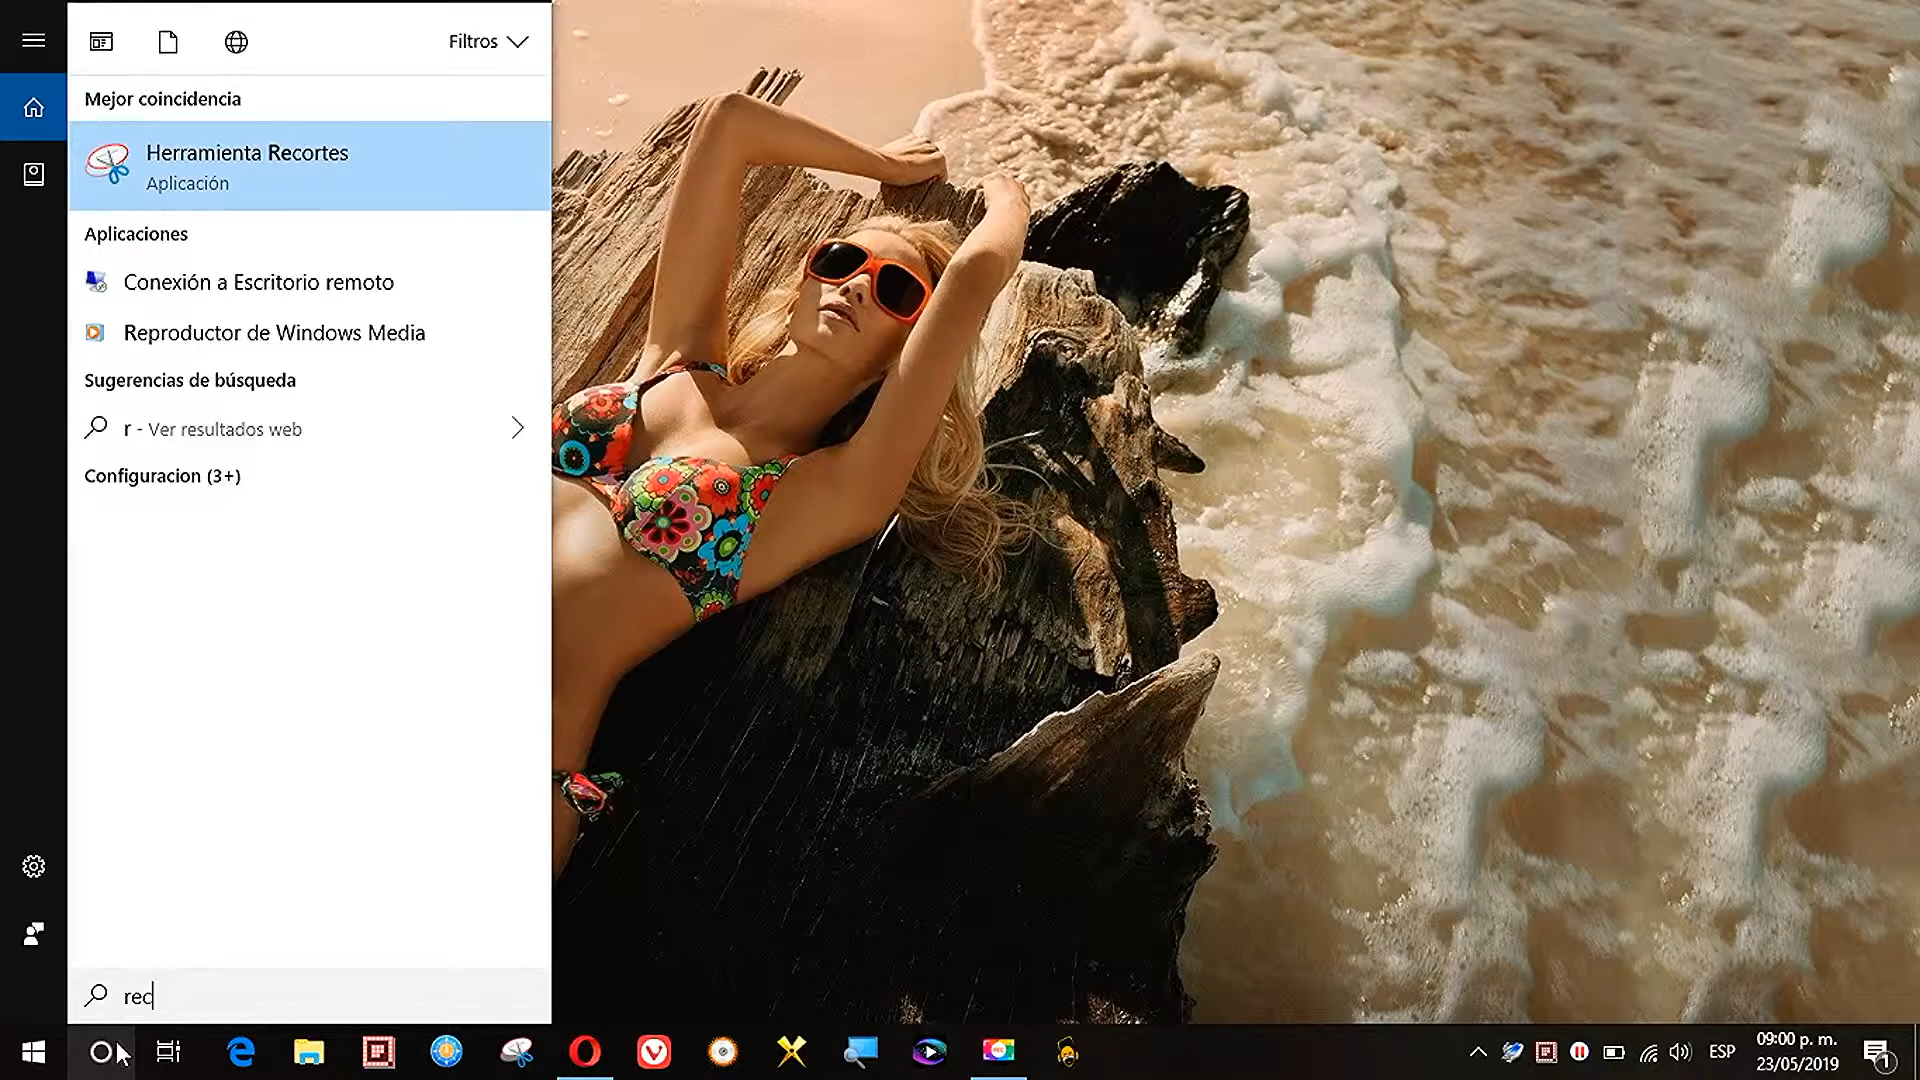 Filtros
Mejor coincidencia
Herramienta Recortes
Aplicación
Aplicaciones
Conexión a Escritorio remoto
Reproductor de Windows Media
Sugerencias de búsqueda
r - Ver resultados web
Configuracion (3+)
rec
ESP
09:00 p. m.
23/05/2019
1